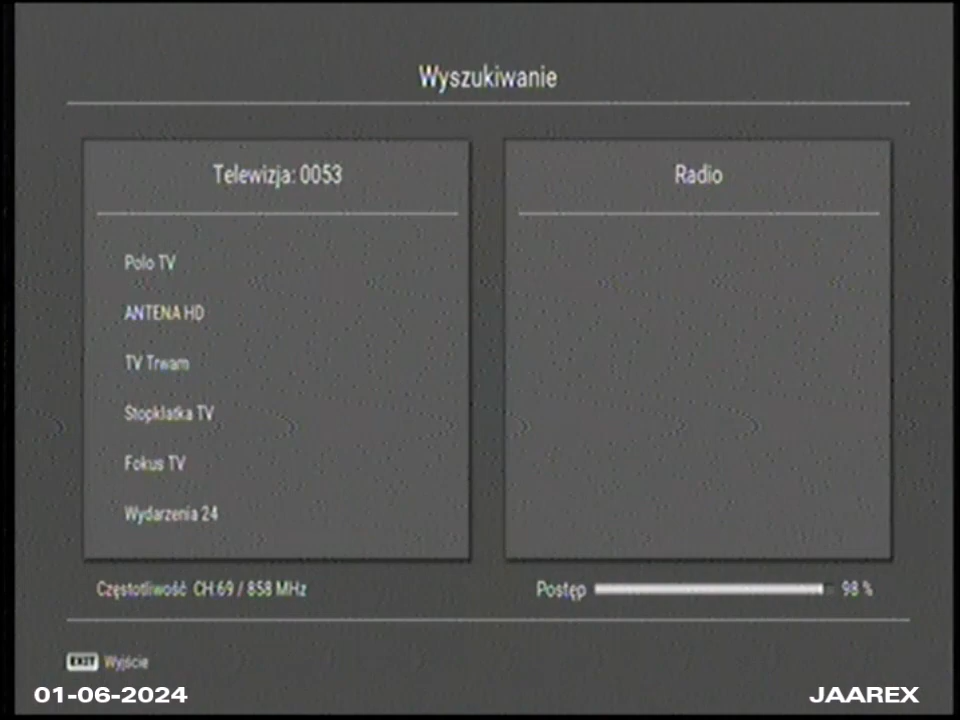 Wyszukiwanie
Telewizja: 0053
Radio
Polo TV
ANTENA HD
TV Trwam
Stopklatka TV
Fokus TV
Wydarzenia 24
Częstotliwość CH:69 / 858 MHz
Postęp 98 %
EXIT Wyjście
01-06-2024
JAAREX